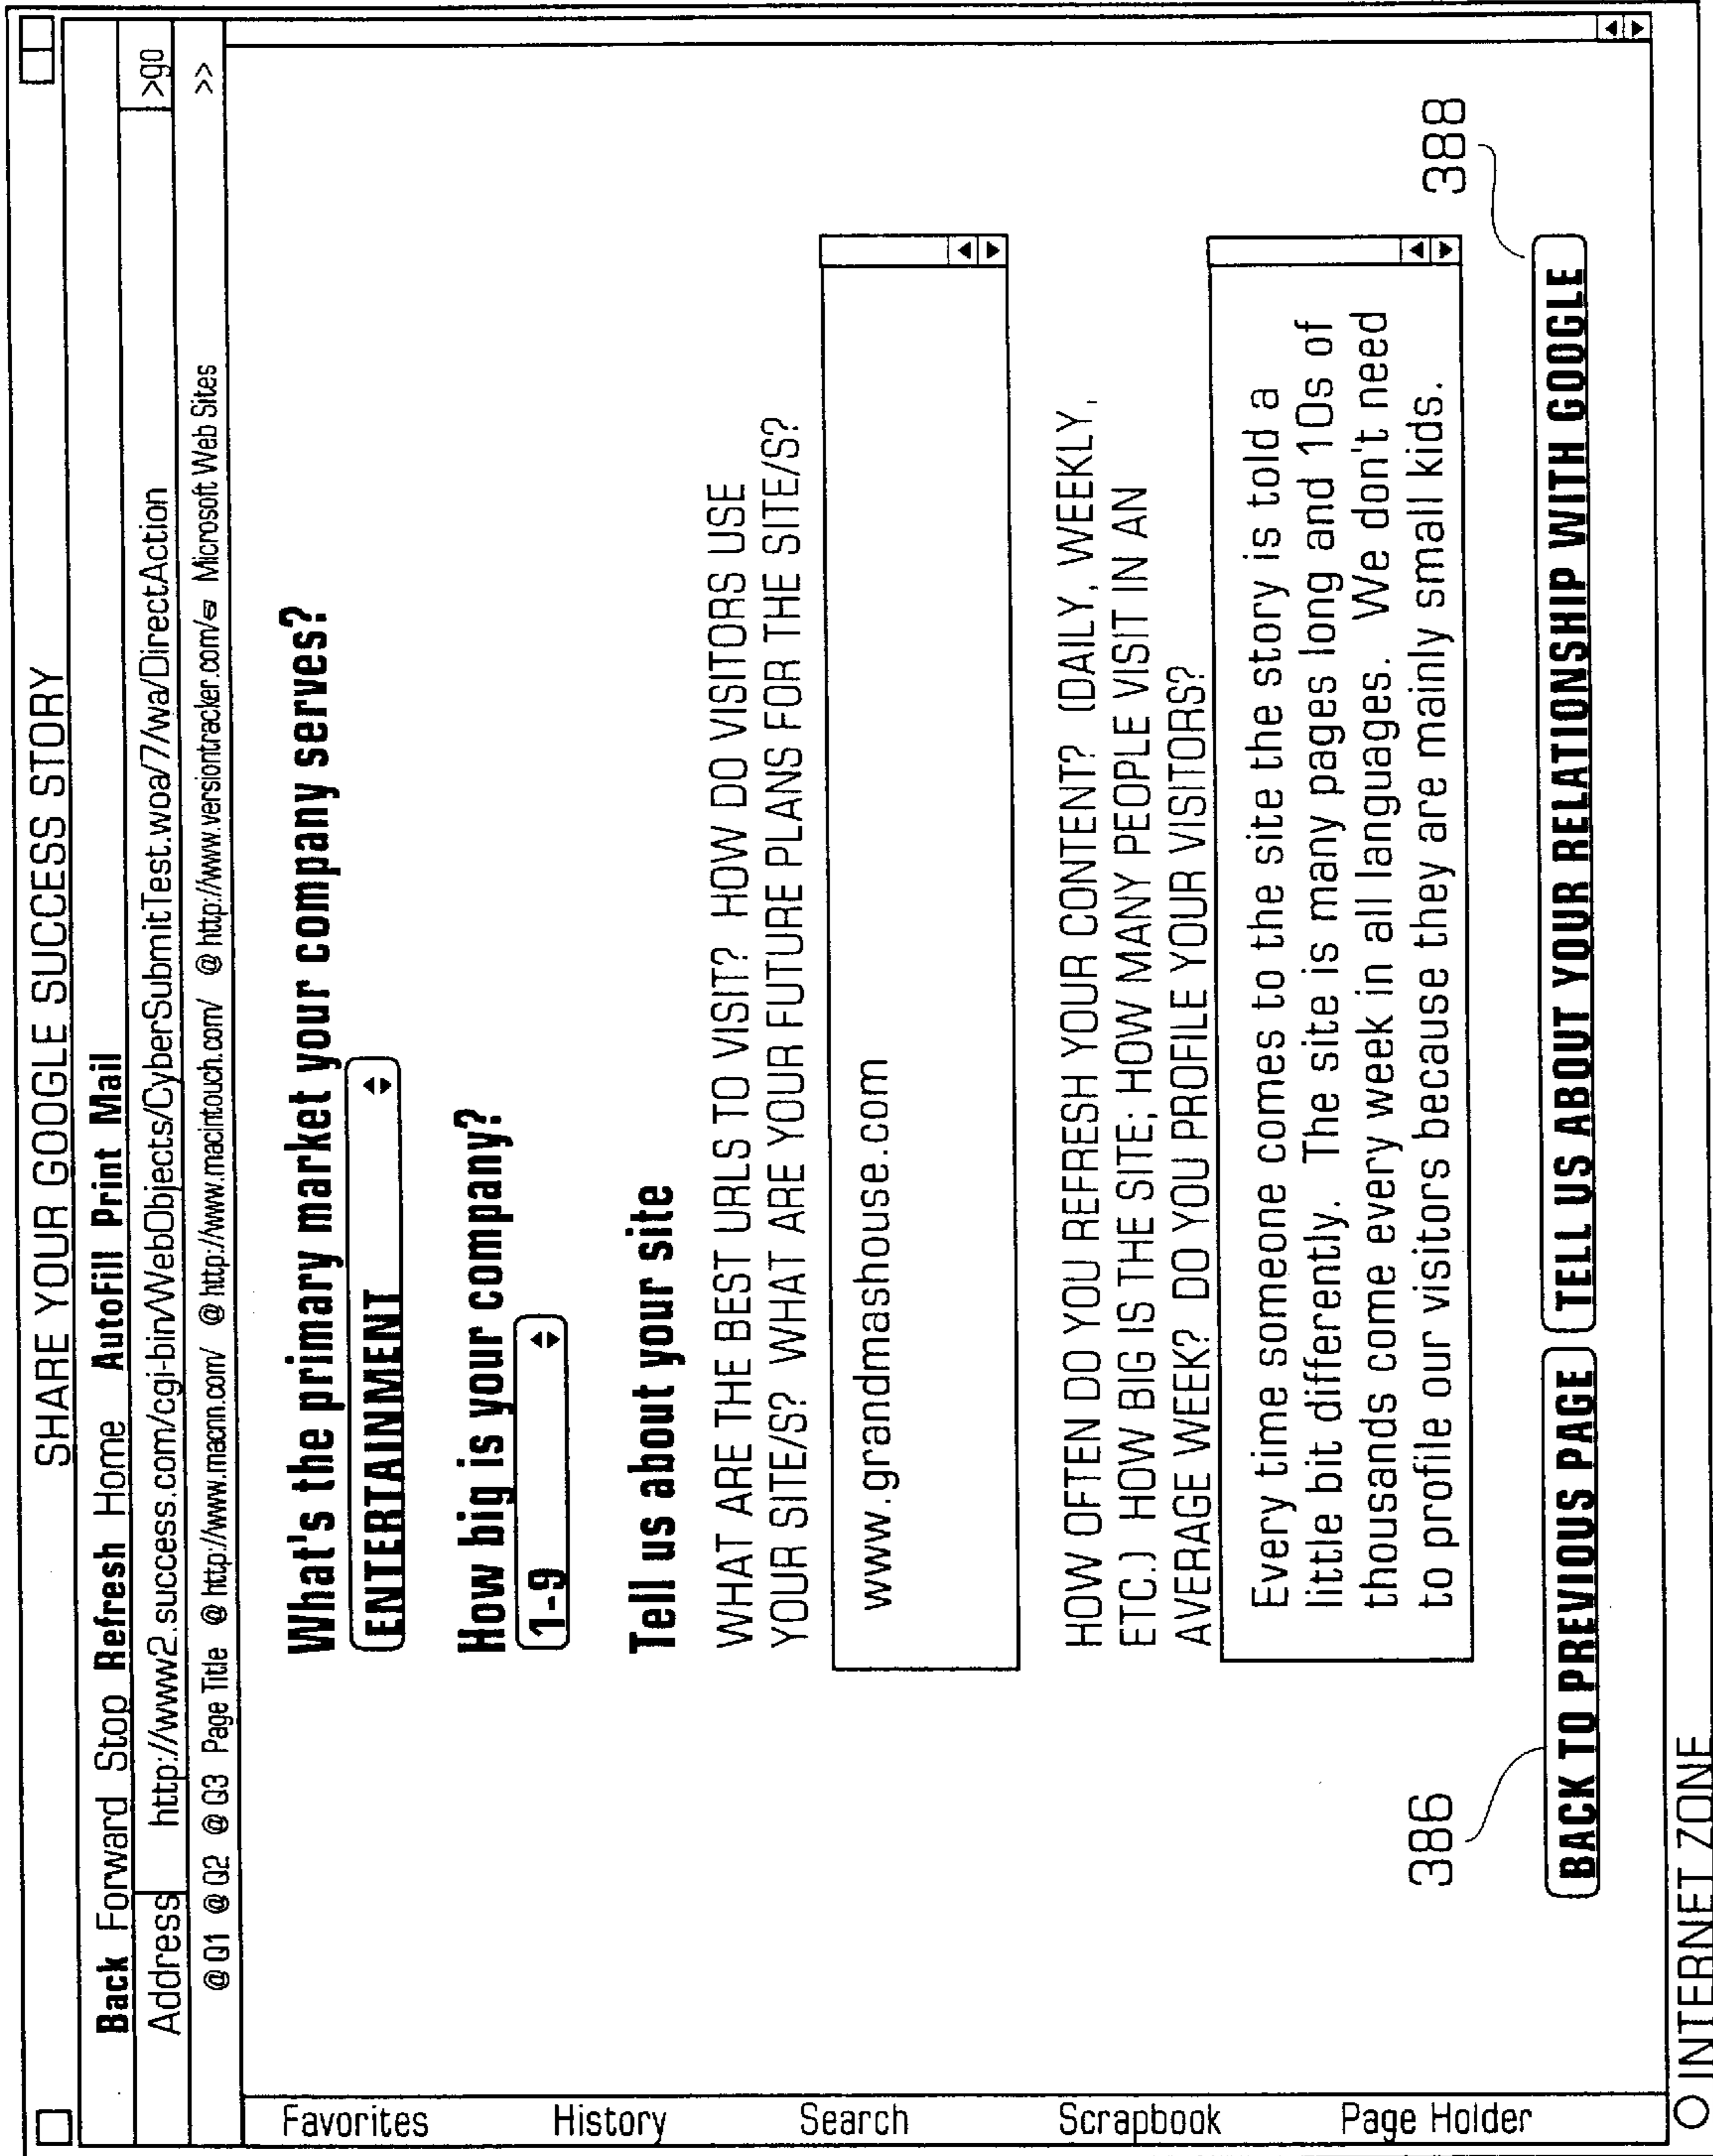 SHARE YOUR GOOGLE SUCCESS STORY
Back Forward Stop Refresh Home AutoFill Print Mail
Address http://ww2.success.com/cgi-bin/WebObjects/CyberSubmitTest.woa/7/wa/DirectAction >go
@ Q1 @ Q2 @ Q3 Page Title @ http://www.macnn.com/ @ http://www.macintouch.com/ @ http://www.versiontracker.com/ Microsoft Web Sites >>
Favorites
History
Search
Scrapbook
Page Holder
What's the primary market your company serves?
ENTERTAINMENT
How big is your company?
1-9
Tell us about your site
WHAT ARE THE BEST URLS TO VISIT? HOW DO VISITORS USE
YOUR SITE/S? WHAT ARE YOUR FUTURE PLANS FOR THE SITE/S?
www.grandmashouse.com
HOW OFTEN DO YOU REFRESH YOUR CONTENT? (DAILY, WEEKLY,
ETC.) HOW BIG IS THE SITE; HOW MANY PEOPLE VISIT IN AN
AVERAGE WEEK? DO YOU PROFILE YOUR VISITORS?
Every time someone comes to the site the story is told a
little bit differently. The site is many pages long and 10s of
thousands come every week in all languages. We don't need
to profile our visitors because they are mainly small kids.
386
388
BACK TO PREVIOUS PAGE TELL US ABOUT YOUR RELATIONSHIP WITH GOOGLE
INTERNET ZONE